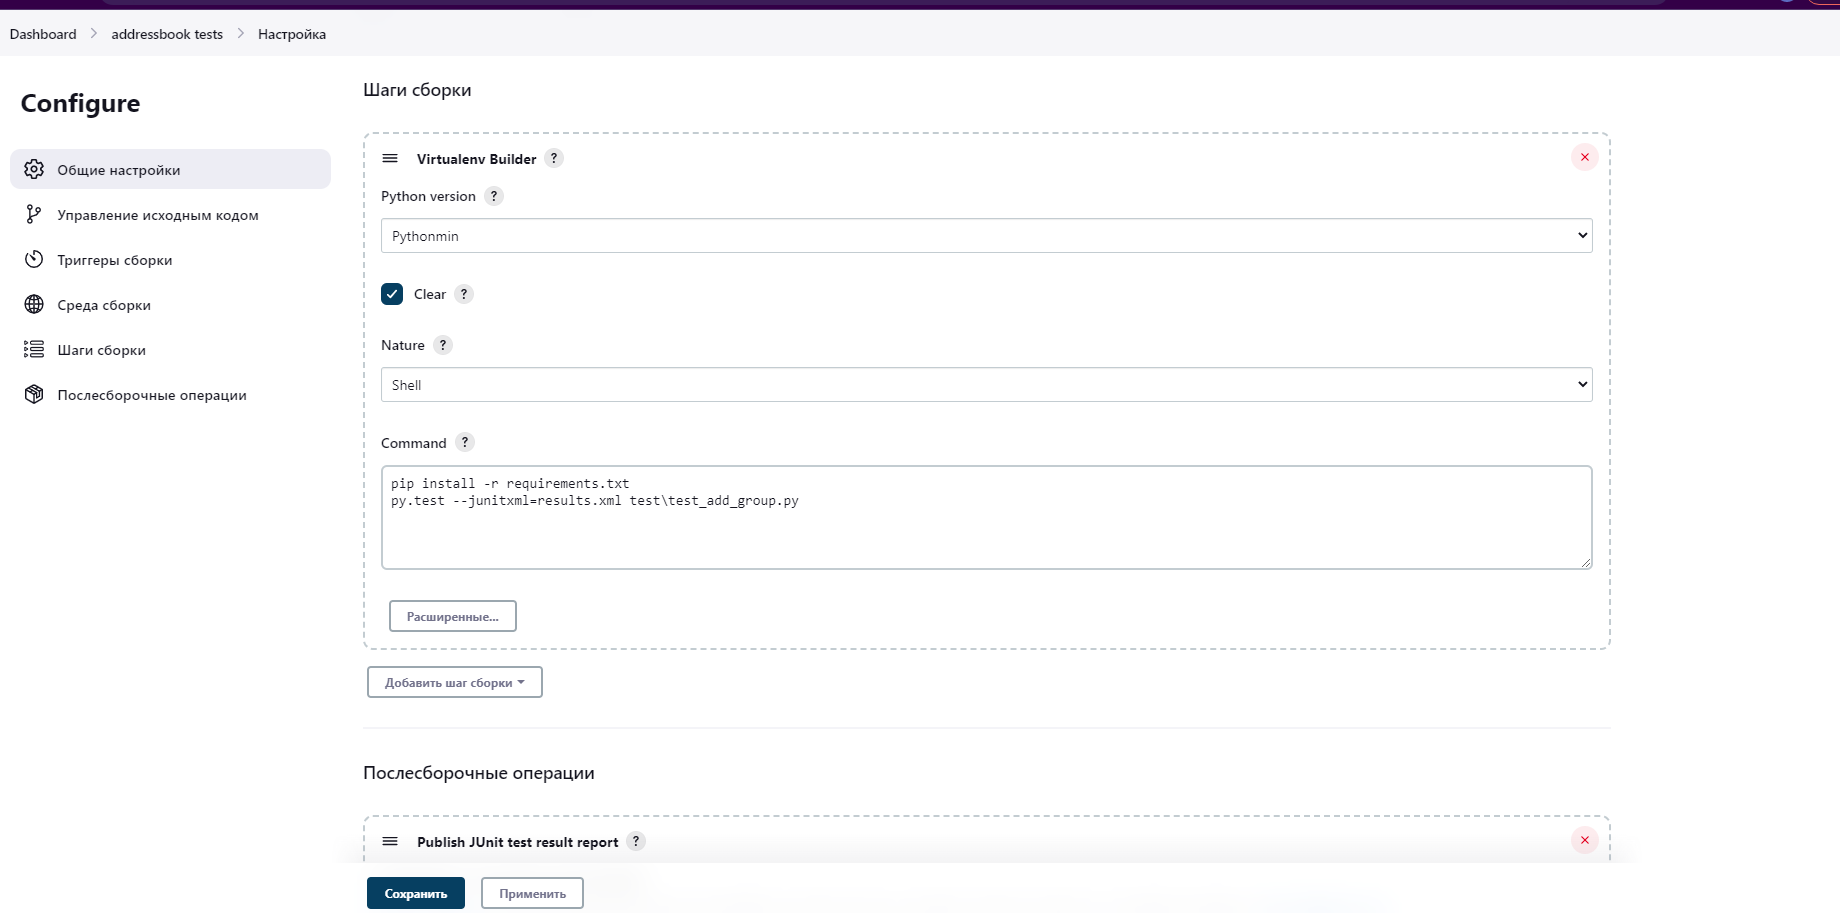 Dashboard > addressbook tests > Настройка
Configure
Общие настройки
Управление исходным кодом
Триггеры сборки
Среда сборки
Шаги сборки
Послесборочные операции
Шаги сборки
Virtualenv Builder ?
Python version ?
Pythonmin
Clear ?
Nature ?
Shell
Command ?
pip install -r requirements.txt
py.test --junitxml=results.xml test\test_add_group.py
Расширенные...
Добавить шаг сборки
Послесборочные операции
Publish JUnit test result report ?
Сохранить
Применить